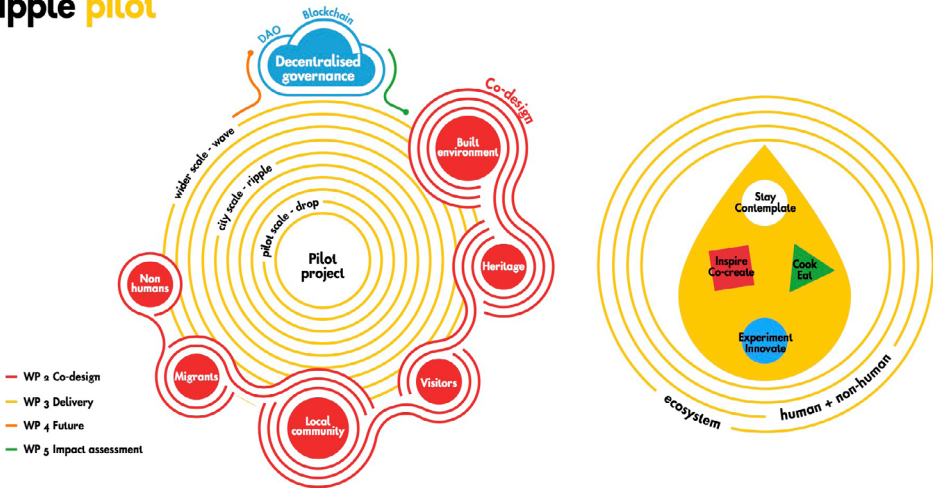 ipple pilot
DAO
Blockchain
Decentralised
governance
Co-design
Built
environment
wider scale - wave
city scale - ripple
pilot scale - drop
Pilot
project
Heritage
Non
humans
Migrants
Visitors
Local
community
WP 2 Co-design
WP 3 Delivery
WP 4 Future
WP 5 Impact assessment
Stay
Contemplate
Inspire
Co-create
Cook
Eat
Experiment
Innovate
ecosystem
human + non-human